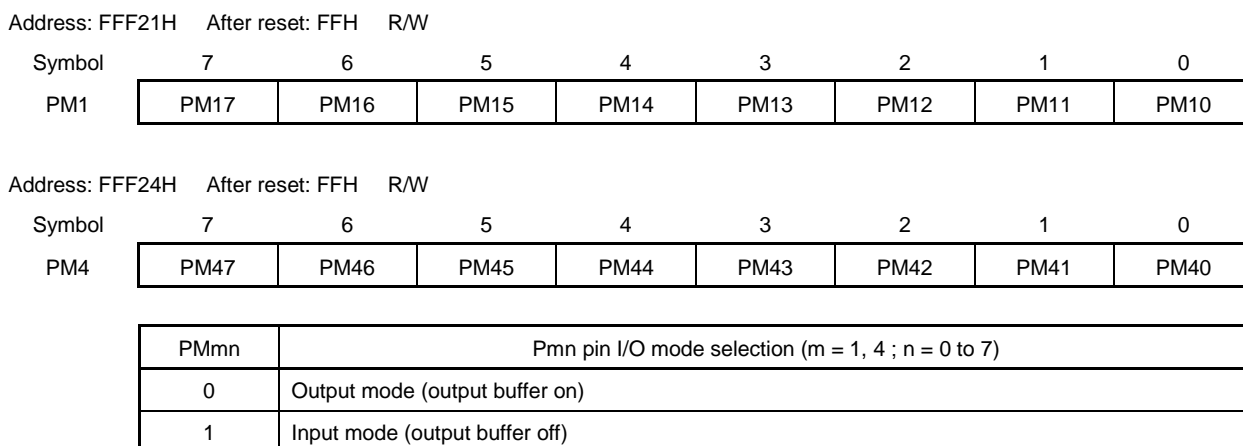 Address: FFF21H After reset: FFH R/W
Symbol 7 6 5 4 3 2 1 0
PM1 PM17 PM16 PM15 PM14 PM13 PM12 PM11 PM10
Address: FFF24H After reset: FFH R/W
Symbol 7 6 5 4 3 2 1 0
PM4 PM47 PM46 PM45 PM44 PM43 PM42 PM41 PM40
PMmn Pmn pin I/O mode selection (m = 1, 4 ; n = 0 to 7)
0 Output mode (output buffer on)
1 Input mode (output buffer off)